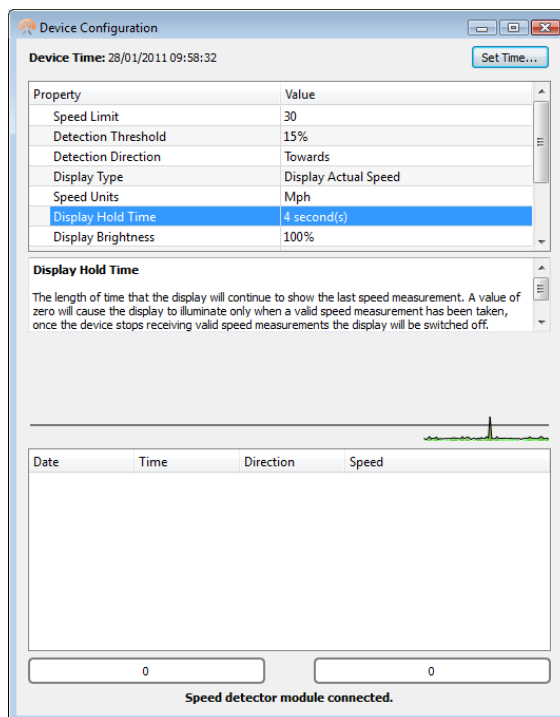 Device Configuration
Device Time: 28/01/2011 09:58:32
Set Time...
Property Value
Speed Limit 30
Detection Threshold 15%
Detection Direction Towards
Display Type Display Actual Speed
Speed Units Mph
Display Hold Time 4 second(s)
Display Brightness 100%
Display Hold Time
The length of time that the display will continue to show the last speed measurement. A value of
zero will cause the display to illuminate only when a valid speed measurement has been taken,
once the device stops receiving valid speed measurements the display will be switched off.
Date Time Direction Speed
0 0
Speed detector module connected.